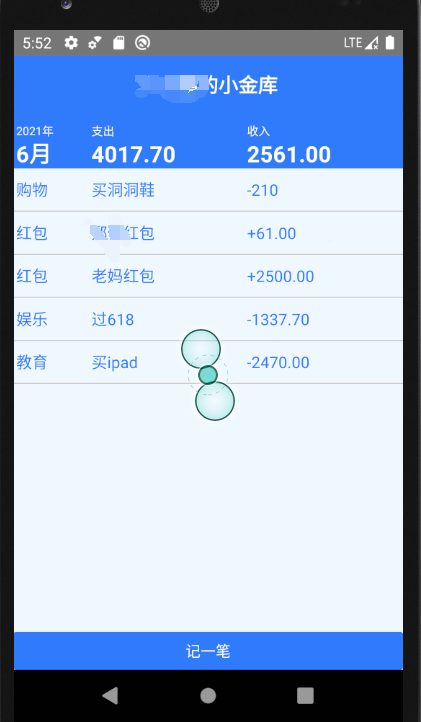 5:52 LTE
的小金库
2021年 支出 收入
6月 4017.70 2561.00
购物 买洞洞鞋 -210
红包 红包 +61.00
红包 老妈红包 +2500.00
娱乐 过618 -1337.70
教育 买ipad -2470.00
记一笔